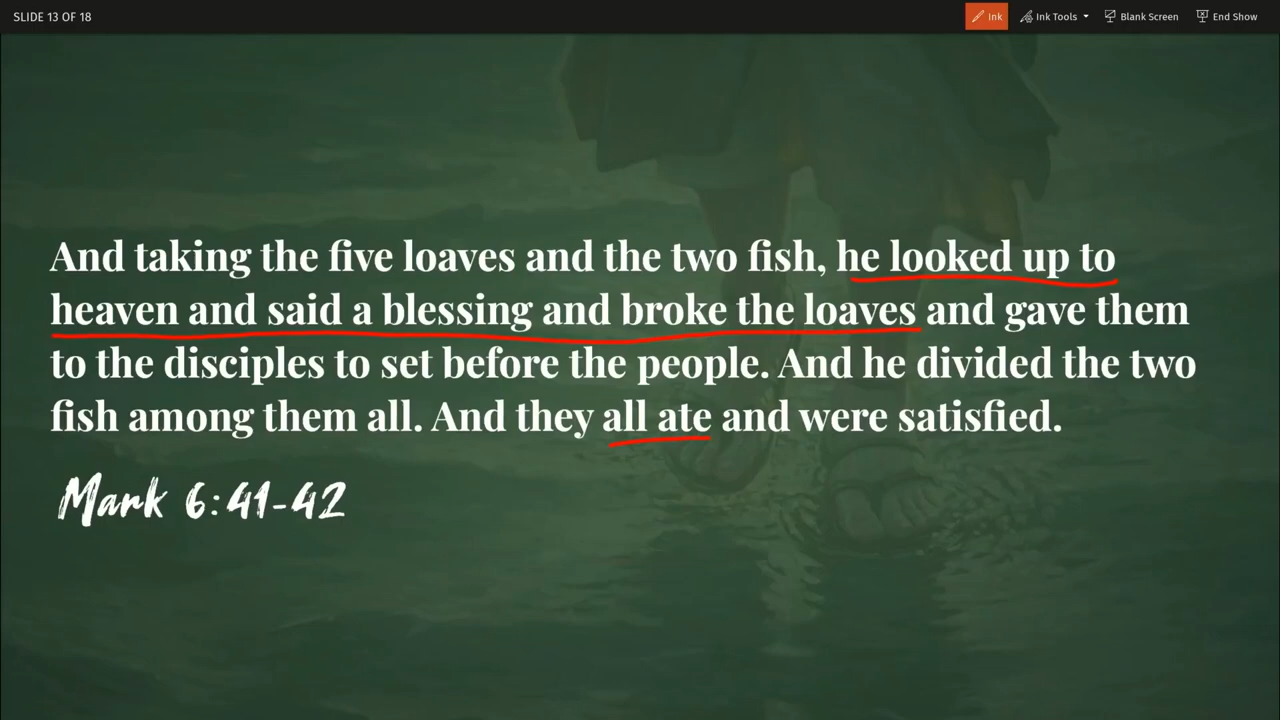 SLIDE 13 OF 18
Ink
Ink Tools
Blank Screen
End Show
And taking the five loaves and the two fish, he looked up to
heaven and said a blessing and broke the loaves and gave them
to the disciples to set before the people. And he divided the two
fish among them all. And they all ate and were satisfied.
Mark 6:41-42